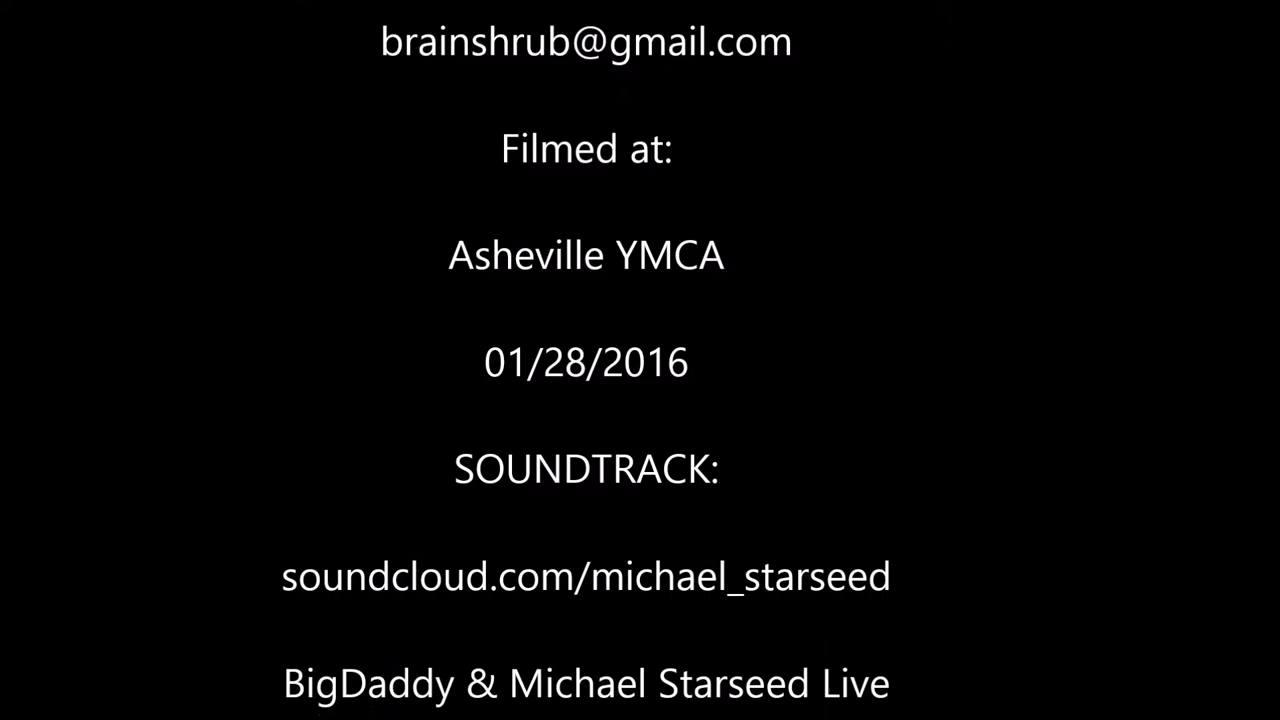 brainshrub@gmail.com
Filmed at:
Asheville YMCA
01/28/2016
SOUNDTRACK:
soundcloud.com/michael_starseed
BigDaddy & Michael Starseed Live